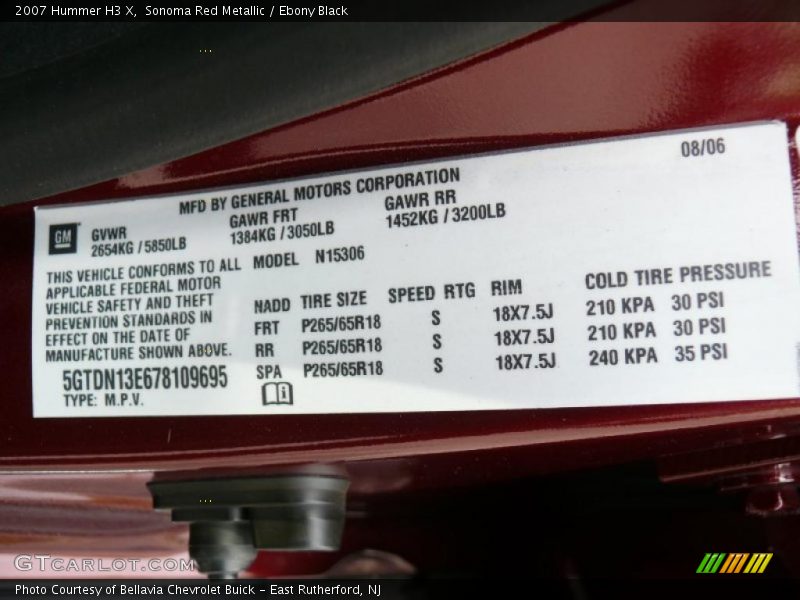 2007 Hummer H3 X, Sonoma Red Metallic / Ebony Black
08/06
MFD BY GENERAL MOTORS CORPORATION
GM
GVWR
2654KG / 5850LB
GAWR FRT
1384KG / 3050LB
GAWR RR
1452KG / 3200LB
THIS VEHICLE CONFORMS TO ALL
APPLICABLE FEDERAL MOTOR
VEHICLE SAFETY AND THEFT
PREVENTION STANDARDS IN
EFFECT ON THE DATE OF
MANUFACTURE SHOWN ABOVE.
5GTDN13E678109695
TYPE: M.P.V.
MODEL N15306
NADD TIRE SIZE SPEED RTG RIM COLD TIRE PRESSURE
FRT P265/65R18 S 18X7.5J 210 KPA 30 PSI
RR P265/65R18 S 18X7.5J 210 KPA 30 PSI
SPA P265/65R18 S 18X7.5J 240 KPA 35 PSI
GTCARLOT.COM
Photo Courtesy of Bellavia Chevrolet Buick – East Rutherford, NJ